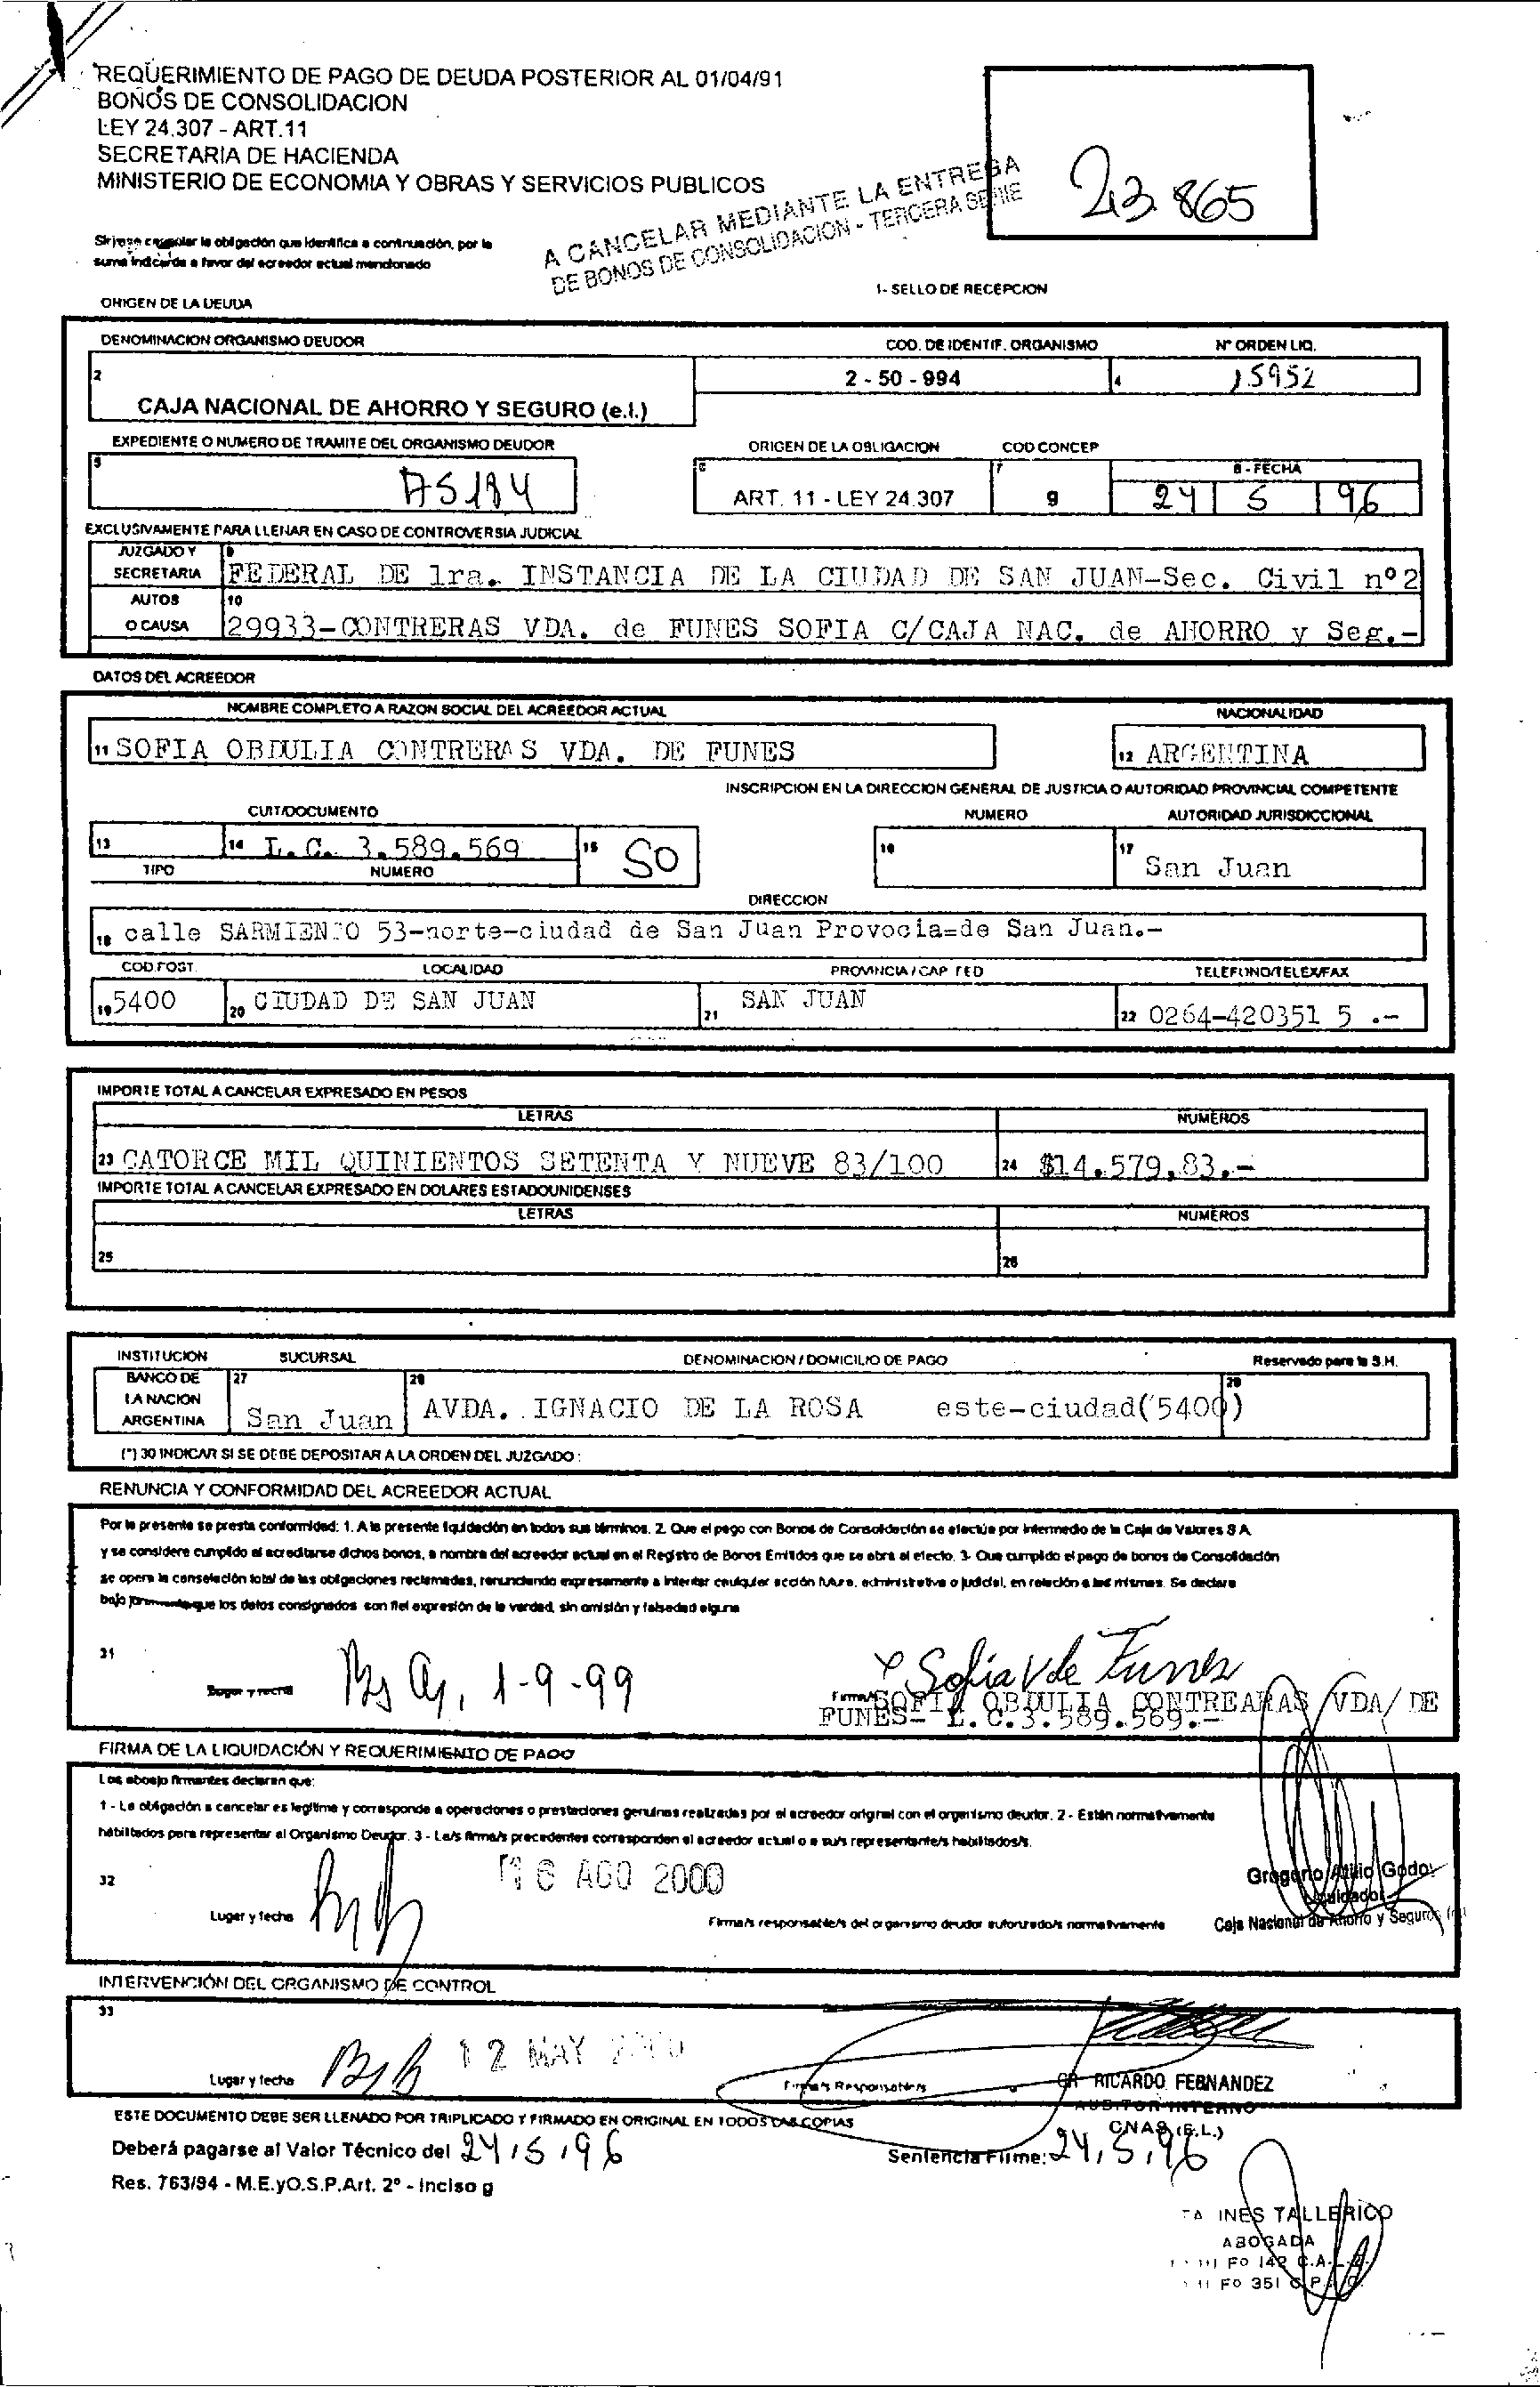 REQUERIMIENTO DE PAGO DE DEUDA POSTERIOR AL 01/04/91
BONOS DE CONSOLIDACION
LEY 24.307 - ART.11
SECRETARIA DE HACIENDA
MINISTERIO DE ECONOMIA Y OBRAS Y SERVICIOS PUBLICOS
23.865
A CANCELAR MEDIANTE LA ENTREGA
DE BONOS DE CONSOLIDACION - TERCERA SERIE
la obligación que identifica a continuación, por la
suma indicada a favor del acreedor actual mencionado
1- SELLO DE RECEPCION
ORIGEN DE LA DEUDA
DENOMINACION ORGANISMO DEUDOR
COD. DE IDENTIF. ORGANISMO
Nº ORDEN LIQ.
2
2 - 50 - 994
4 15952
CAJA NACIONAL DE AHORRO Y SEGURO (e.l.)
EXPEDIENTE O NUMERO DE TRAMITE DEL ORGANISMO DEUDOR
ORIGEN DE LA OBLIGACION
COD CONCEP
8 - FECHA
5
6 ART. 11 - LEY 24.307
7 9
24 5 96
EXCLUSIVAMENTE PARA LLENAR EN CASO DE CONTROVERSIA JUDICIAL
JUZGADO Y SECRETARIA
9 FEDERAL DE 1ra. INSTANCIA DE LA CIUDAD DE SAN JUAN-Sec. Civil nº2
AUTOS O CAUSA
10 29933-CONTRERAS VDA. de FUNES SOFIA C/CAJA NAC. de AHORRO y Seg.-
DATOS DEL ACREEDOR
NOMBRE COMPLETO A RAZON SOCIAL DEL ACREEDOR ACTUAL
NACIONALIDAD
11 SOFIA OBDULIA CONTRERAS VDA. DE FUNES
12 ARGENTINA
INSCRIPCION EN LA DIRECCION GENERAL DE JUSTICIA O AUTORIDAD PROVINCIAL COMPETENTE
CUIT/DOCUMENTO
NUMERO
AUTORIDAD JURISDICCIONAL
13
14 L.C. 3.589.569
15 SO
16
17 San Juan
TIPO
NUMERO
DIRECCION
18 calle SARMIENTO 53-norte-ciudad de San Juan Provocia=de San Juan.-
COD.POST.
LOCALIDAD
PROVINCIA / CAP FED
TELEFONO/TELEX/FAX
19 5400
20 CIUDAD DE SAN JUAN
21 SAN JUAN
22 0264-420351 5 .-
IMPORTE TOTAL A CANCELAR EXPRESADO EN PESOS
LETRAS
NUMEROS
23 CATORCE MIL QUINIENTOS SETENTA Y NUEVE 83/100
24 $14.579,83.-
IMPORTE TOTAL A CANCELAR EXPRESADO EN DOLARES ESTADOUNIDENSES
LETRAS
NUMEROS
25
26
INSTITUCION
SUCURSAL
DENOMINACION / DOMICILIO DE PAGO
Reservado para la S.H.
BANCO DE LA NACION ARGENTINA
27 San Juan
28 AVDA. IGNACIO DE LA ROSA este-ciudad(5400)
29
(*) 30 INDICAR SI SE DEBE DEPOSITAR A LA ORDEN DEL JUZGADO :
RENUNCIA Y CONFORMIDAD DEL ACREEDOR ACTUAL
Por la presente se presta conformidad: 1. A la presente liquidación en todos sus términos. 2. Que el pago con Bonos de Consolidación se efectúe por intermedio de la Caja de Valores S.A.
y se considere cumplido al acreditarse dichos bonos, a nombre del acreedor actual en el Registro de Bonos Emitidos que se abra al efecto. 3- Que cumplido el pago de bonos de Consolidación
se opera la cancelación total de las obligaciones reclamadas, renunciando expresamente a intentar cualquier acción futura, administrativa o judicial, en relación a las mismas. Se declara
bajo juramento que los datos consignados son fiel expresión de la verdad, sin omisión y falsedad alguna
31
Bs As, 1-9-99
Sofia V de Funes
Lugar y fecha
SOFIA OBDULIA CONTREARAS VDA/ DE
FUNES- L.C.3.589.569.-
FIRMA DE LA LIQUIDACIÓN Y REQUERIMIENTO DE PAGO
Los abajo firmantes declaran que:
1 - La obligación a cancelar es legítima y corresponde a operaciones o prestaciones genuinas realizadas por el acreedor original con el organismo deudor. 2 - Están normativamente
habilitados para representar al Organismo Deudor. 3 - La/s firma/s precedentes corresponden al acreedor actual o a su/s representante/s habilitados/s.
32
16 AGO 2000
Gregorio Atilio Godoy
Liquidador
Lugar y fecha
Firma/s responsable/s del organismo deudor autorizado/s normativamente
Caja Nacional de Ahorro y Seguros
INTERVENCIÓN DEL ORGANISMO DE CONTROL
33
12 MAY
Lugar y fecha
Firma/s Responsable/s
CR RICARDO FERNANDEZ
AUDITOR INTERNO
CNAS (E.L.)
ESTE DOCUMENTO DEBE SER LLENADO POR TRIPLICADO Y FIRMADO EN ORIGINAL EN TODOS LAS COPIAS
Deberá pagarse al Valor Técnico del 24/5/96
Sentencia Firme: 24/5/96
Res. 763/94 - M.E.yO.S.P.Art. 2º - Inciso g
INES TALLERICO
ABOGADA
Fº 142 C.A.
Fº 351